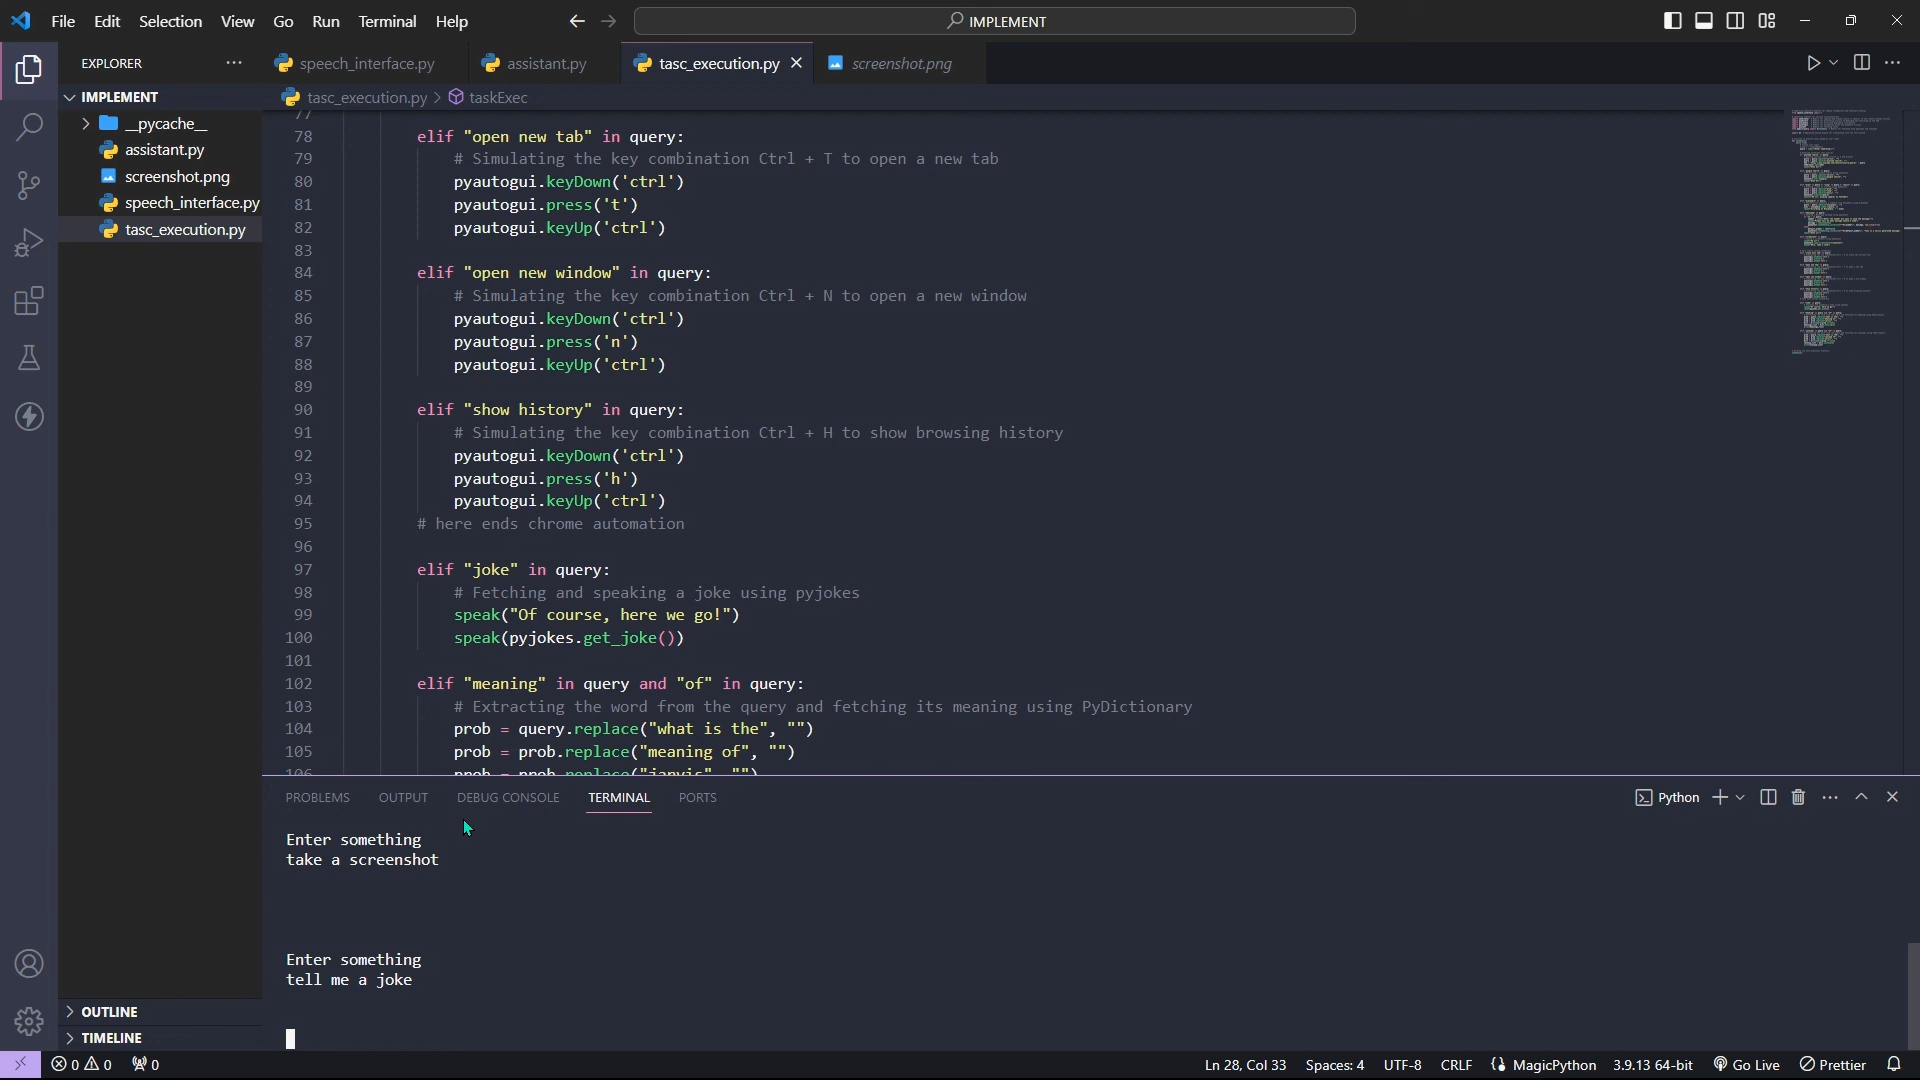 File Edit Selection View Go Run Terminal Help
IMPLEMENT
EXPLORER
speech_interface.py
assistant.py
tasc_execution.py
screenshot.png
IMPLEMENT
tasc_execution.py > taskExec
__pycache__
assistant.py
screenshot.png
speech_interface.py
tasc_execution.py
77
78 elif "open new tab" in query:
79 # Simulating the key combination Ctrl + T to open a new tab
80 pyautogui.keyDown('ctrl')
81 pyautogui.press('t')
82 pyautogui.keyUp('ctrl')
83
84 elif "open new window" in query:
85 # Simulating the key combination Ctrl + N to open a new window
86 pyautogui.keyDown('ctrl')
87 pyautogui.press('n')
88 pyautogui.keyUp('ctrl')
89
90 elif "show history" in query:
91 # Simulating the key combination Ctrl + H to show browsing history
92 pyautogui.keyDown('ctrl')
93 pyautogui.press('h')
94 pyautogui.keyUp('ctrl')
95 # here ends chrome automation
96
97 elif "joke" in query:
98 # Fetching and speaking a joke using pyjokes
99 speak("Of course, here we go!")
100 speak(pyjokes.get_joke())
101
102 elif "meaning" in query and "of" in query:
103 # Extracting the word from the query and fetching its meaning using PyDictionary
104 prob = query.replace("what is the", "")
105 prob = prob.replace("meaning of", "")
106 prob = prob.replace("jarvis", "")
PROBLEMS OUTPUT DEBUG CONSOLE TERMINAL PORTS
Python
Enter something
take a screenshot
Enter something
tell me a joke
OUTLINE
TIMELINE
0 0 0
Ln 28, Col 33 Spaces: 4 UTF-8 CRLF MagicPython 3.9.13 64-bit Go Live Prettier